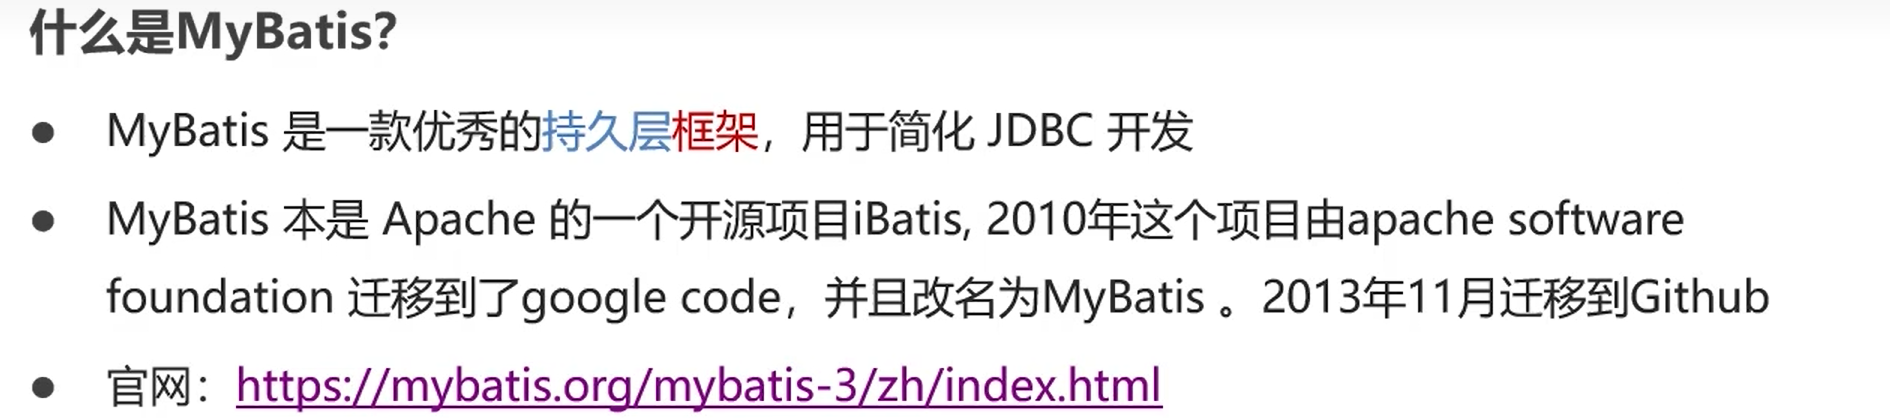 什么是MyBatis?
● MyBatis 是一款优秀的持久层框架，用于简化 JDBC 开发
● MyBatis 本是 Apache 的一个开源项目iBatis, 2010年这个项目由apache software
foundation 迁移到了google code，并且改名为MyBatis 。2013年11月迁移到Github
● 官网：https://mybatis.org/mybatis-3/zh/index.html